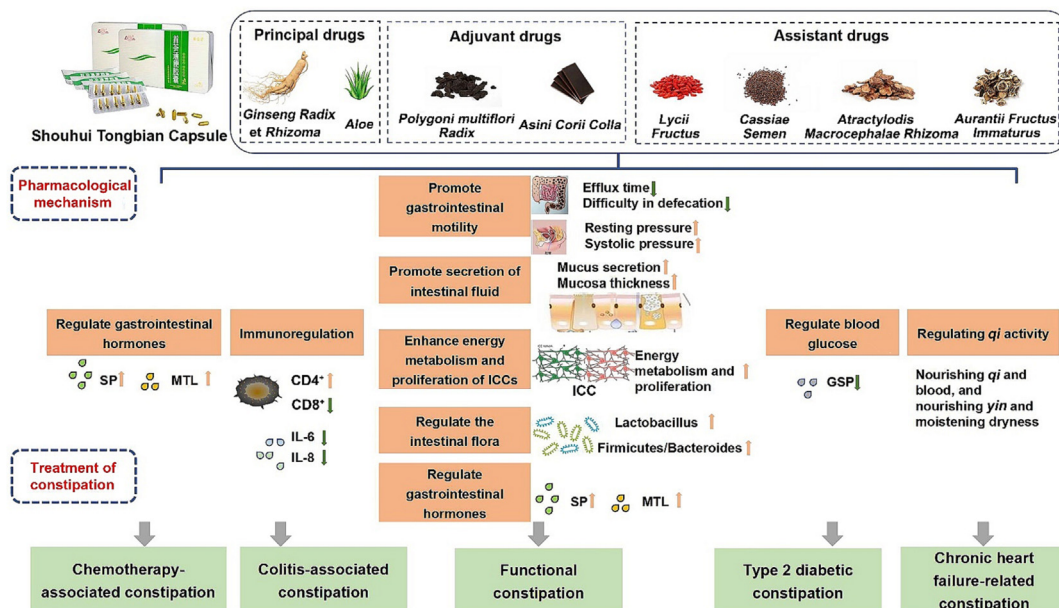 Principal drugs
Adjuvant drugs
Assistant drugs
Shouhui Tongbian Capsule
Ginseng Radix
et Rhizoma
Aloe
Polygoni multiflori
Radix
Asini Corii Colla
Lycii
Fructus
Cassiae
Semen
Atractylodis
Macrocephalae Rhizoma
Aurantii Fructus
Immaturus
Pharmacological
mechanism
Promote
gastrointestinal
motility
Efflux time
Difficulty in defecation
Resting pressure
Systolic pressure
Promote secretion of
intestinal fluid
Mucus secretion
Mucosa thickness
Regulate gastrointestinal
hormones
SP
MTL
Immunoregulation
CD4+
CD8+
IL-6
IL-8
Enhance energy
metabolism and
proliferation of ICCs
ICC
Energy
metabolism and
proliferation
Regulate the
intestinal flora
Lactobacillus
Firmicutes/Bacteroides
Regulate
gastrointestinal
hormones
SP
MTL
Regulate blood
glucose
GSP
Regulating qi activity
Nourishing qi and
blood, and
nourishing yin and
moistening dryness
Treatment of
constipation
Chemotherapy-
associated constipation
Colitis-associated
constipation
Functional
constipation
Type 2 diabetic
constipation
Chronic heart
failure-related
constipation